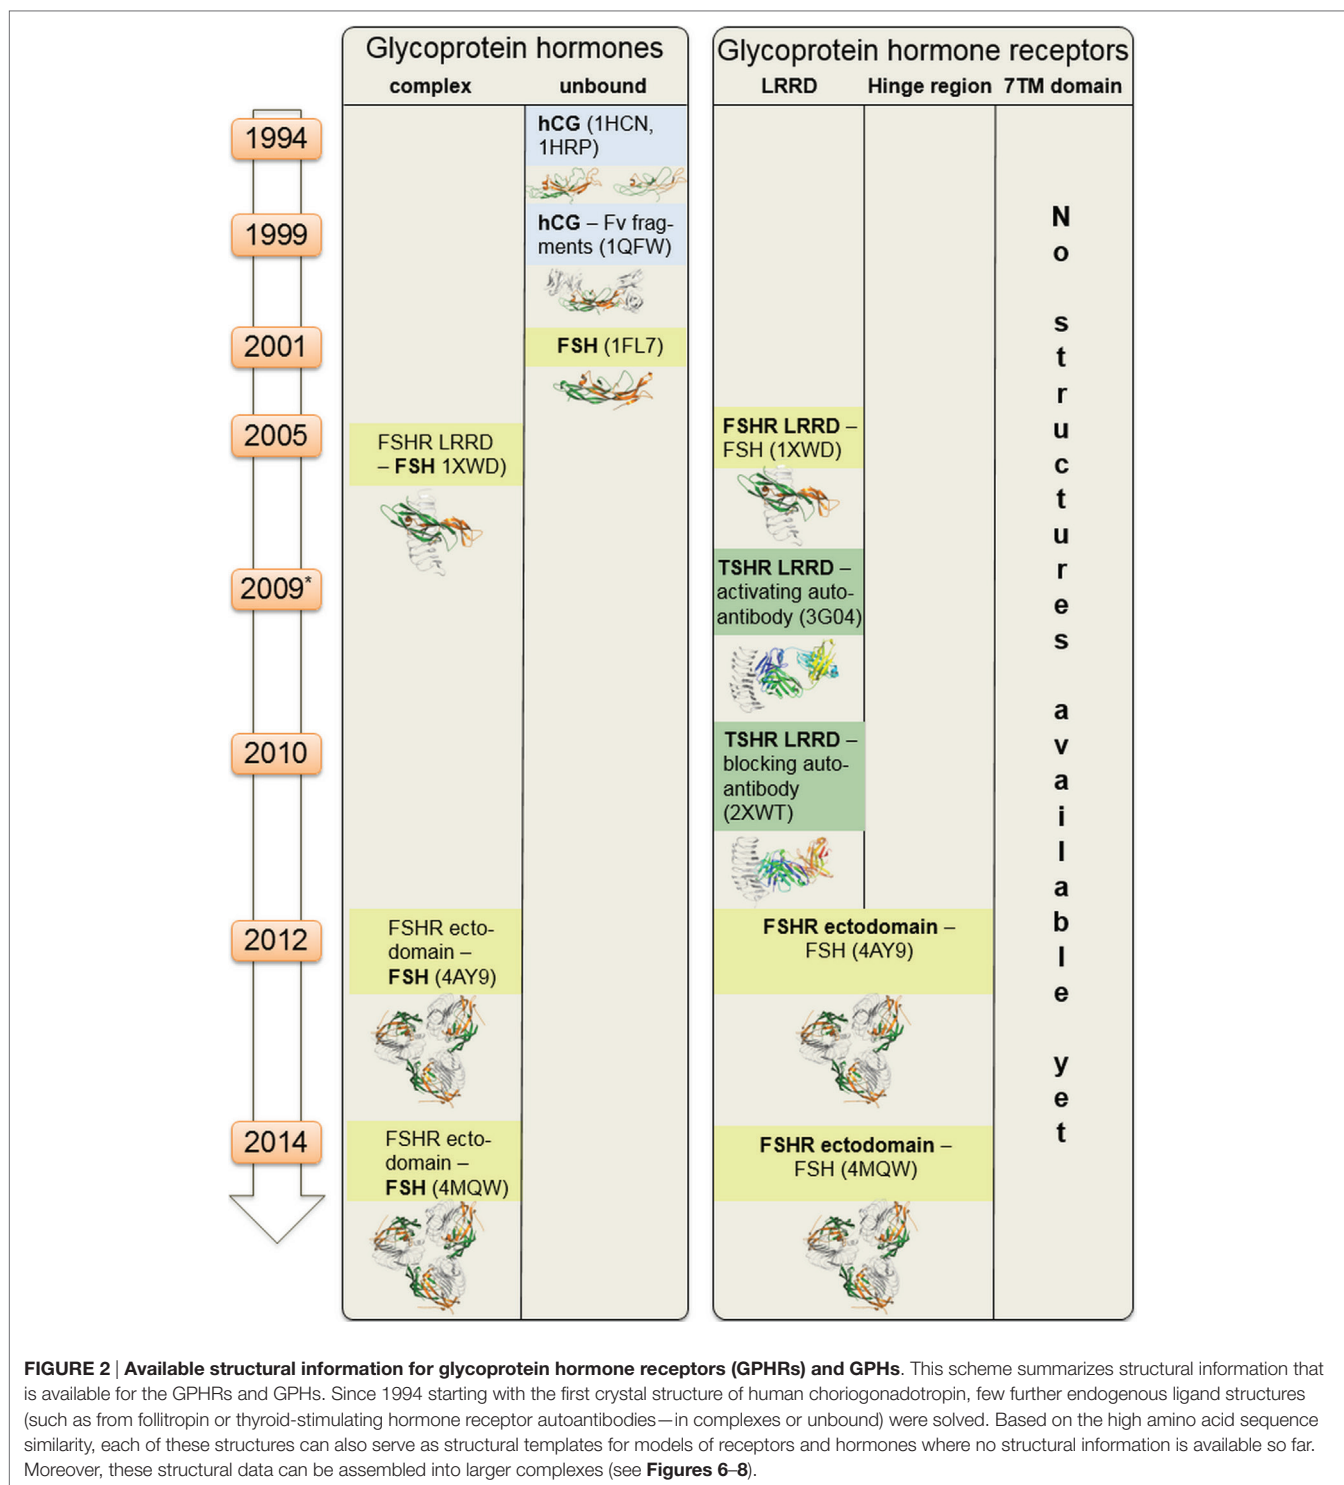 Glycoprotein hormones
complex
unbound
Glycoprotein hormone receptors
LRRD
Hinge region
7TM domain
1994
hCG (1HCN,
1HRP)
1999
hCG – Fv frag-
ments (1QFW)
2001
FSH (1FL7)
2005
FSHR LRRD
– FSH 1XWD)
FSHR LRRD –
FSH (1XWD)
2009*
TSHR LRRD –
activating auto-
antibody (3G04)
2010
TSHR LRRD –
blocking auto-
antibody
(2XWT)
2012
FSHR ecto-
domain –
FSH (4AY9)
FSHR ectodomain –
FSH (4AY9)
2014
FSHR ecto-
domain –
FSH (4MQW)
FSHR ectodomain –
FSH (4MQW)
No structures available yet
FIGURE 2 | Available structural information for glycoprotein hormone receptors (GPHRs) and GPHs. This scheme summarizes structural information that
is available for the GPHRs and GPHs. Since 1994 starting with the first crystal structure of human choriogonadotropin, few further endogenous ligand structures
(such as from follitropin or thyroid-stimulating hormone receptor autoantibodies—in complexes or unbound) were solved. Based on the high amino acid sequence
similarity, each of these structures can also serve as structural templates for models of receptors and hormones where no structural information is available so far.
Moreover, these structural data can be assembled into larger complexes (see Figures 6–8).